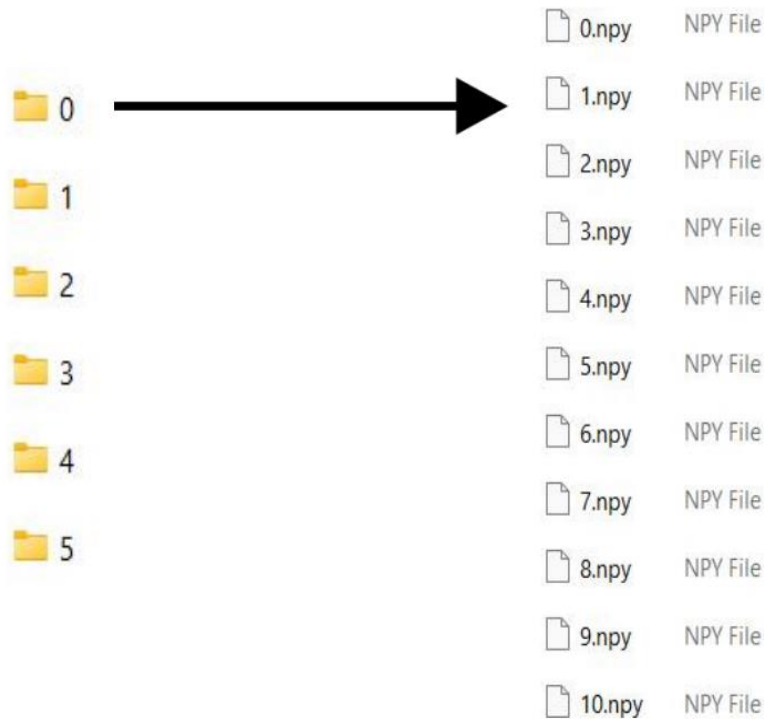 0
1
2
3
4
5
0.npy NPY File
1.npy NPY File
2.npy NPY File
3.npy NPY File
4.npy NPY File
5.npy NPY File
6.npy NPY File
7.npy NPY File
8.npy NPY File
9.npy NPY File
10.npy NPY File